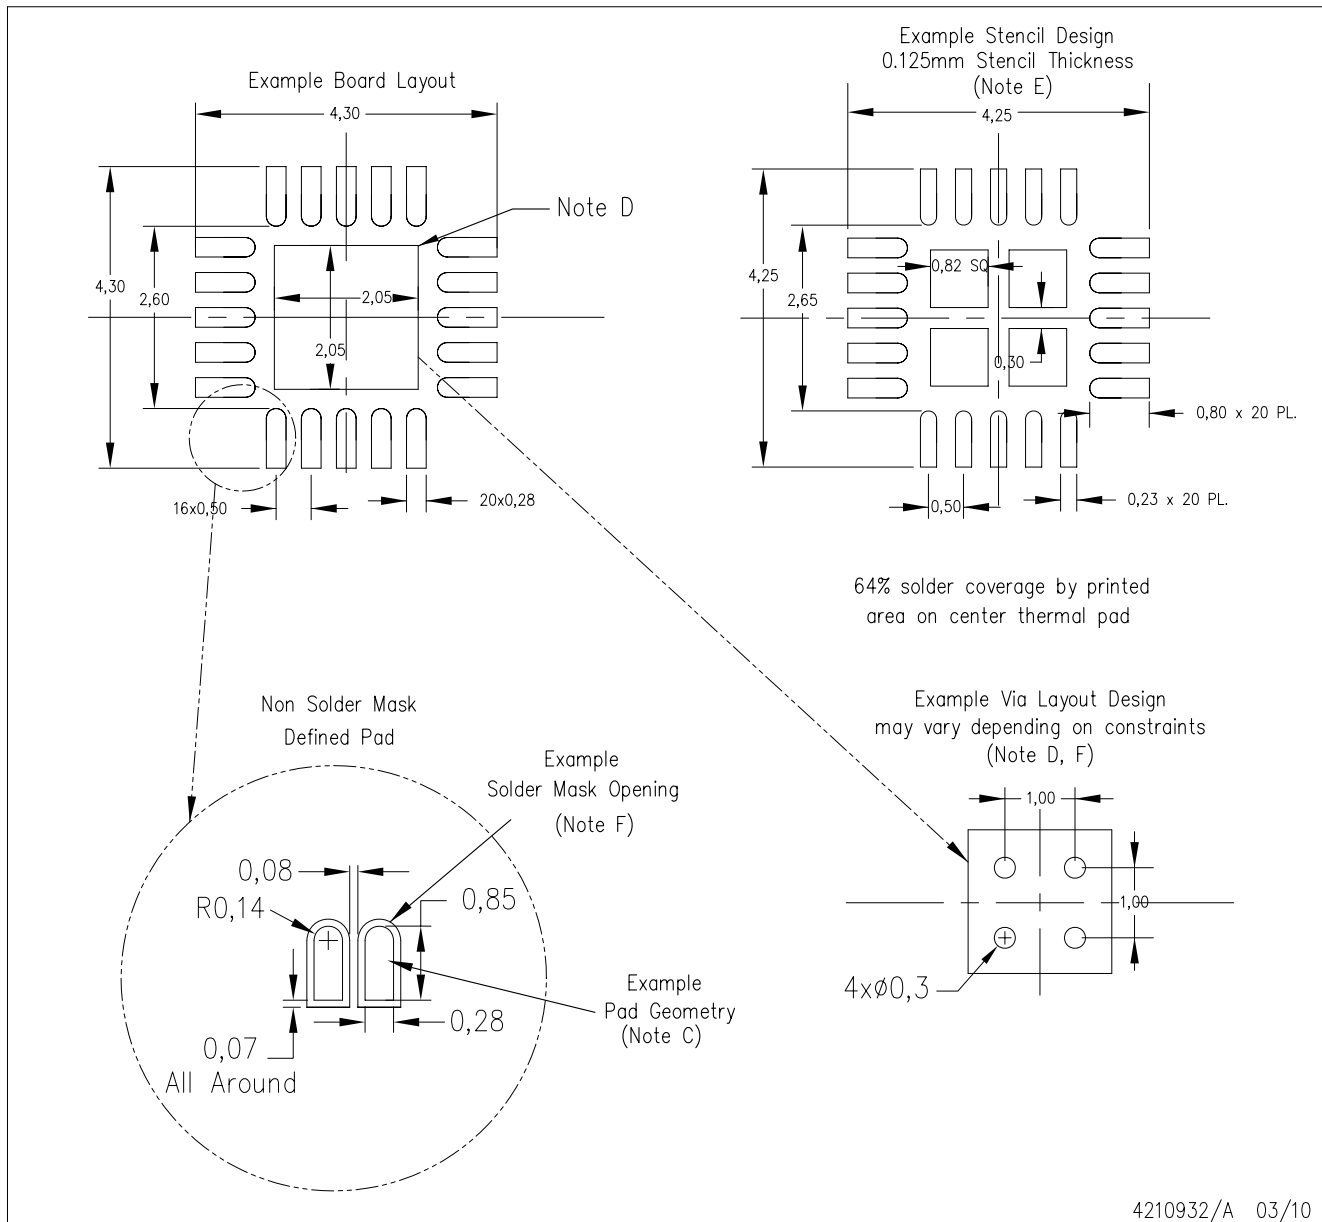 Example Board Layout
4,30
Note D
4,30
2,60
2,05
2,05
16x0,50
20x0,28
Example Stencil Design
0.125mm Stencil Thickness
(Note E)
4,25
4,25
2,65
0,82 SQ
0,30
0,80 x 20 PL.
0,50
0,23 x 20 PL.
64% solder coverage by printed
area on center thermal pad
Non Solder Mask
Defined Pad
Example
Solder Mask Opening
(Note F)
0,08
R0,14
0,85
Example
Pad Geometry
(Note C)
0,28
0,07
All Around
Example Via Layout Design
may vary depending on constraints
(Note D, F)
1,00
1,00
4xø0,3
4210932/A 03/10